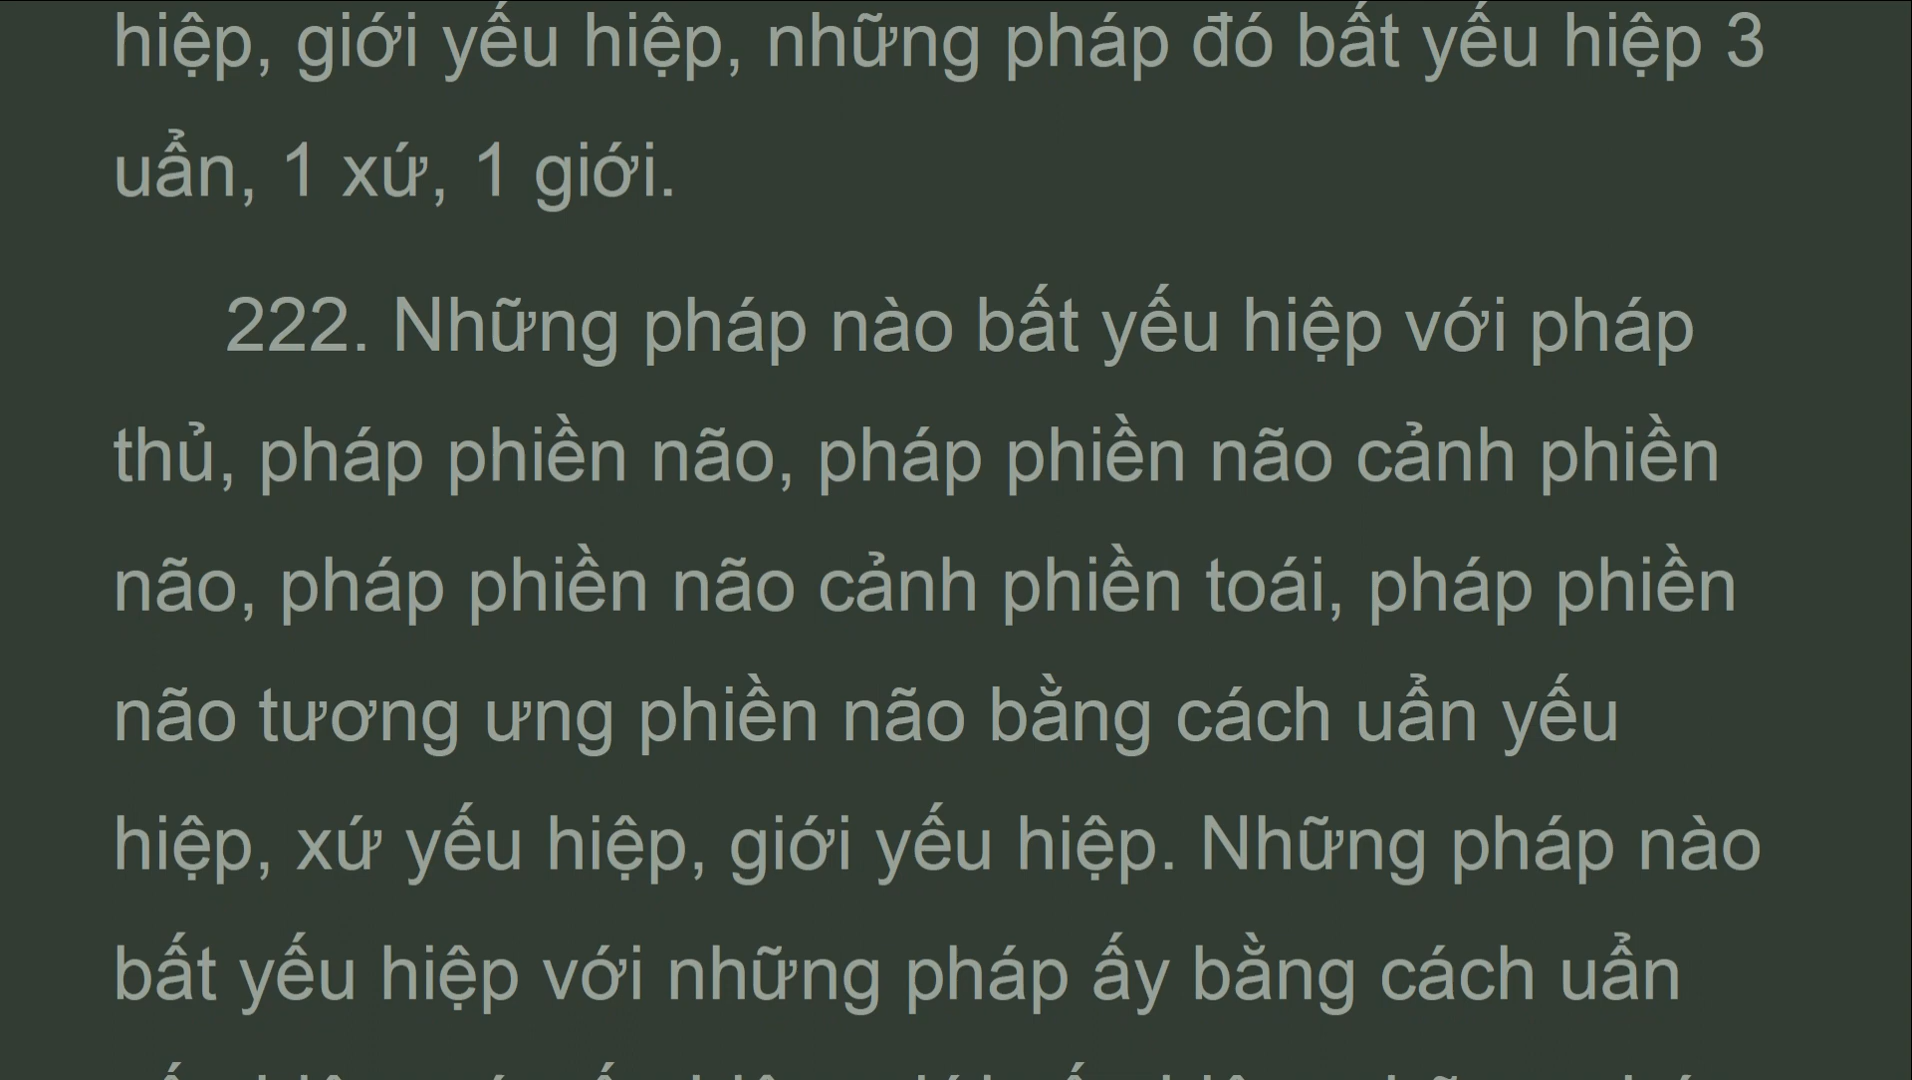 hiệp, giới yếu hiệp, những pháp đó bất yếu hiệp 3
uẩn, 1 xứ, 1 giới.
222. Những pháp nào bất yếu hiệp với pháp
thủ, pháp phiền não, pháp phiền não cảnh phiền
não, pháp phiền não cảnh phiền toái, pháp phiền
não tương ưng phiền não bằng cách uẩn yếu
hiệp, xứ yếu hiệp, giới yếu hiệp. Những pháp nào
bất yếu hiệp với những pháp ấy bằng cách uẩn